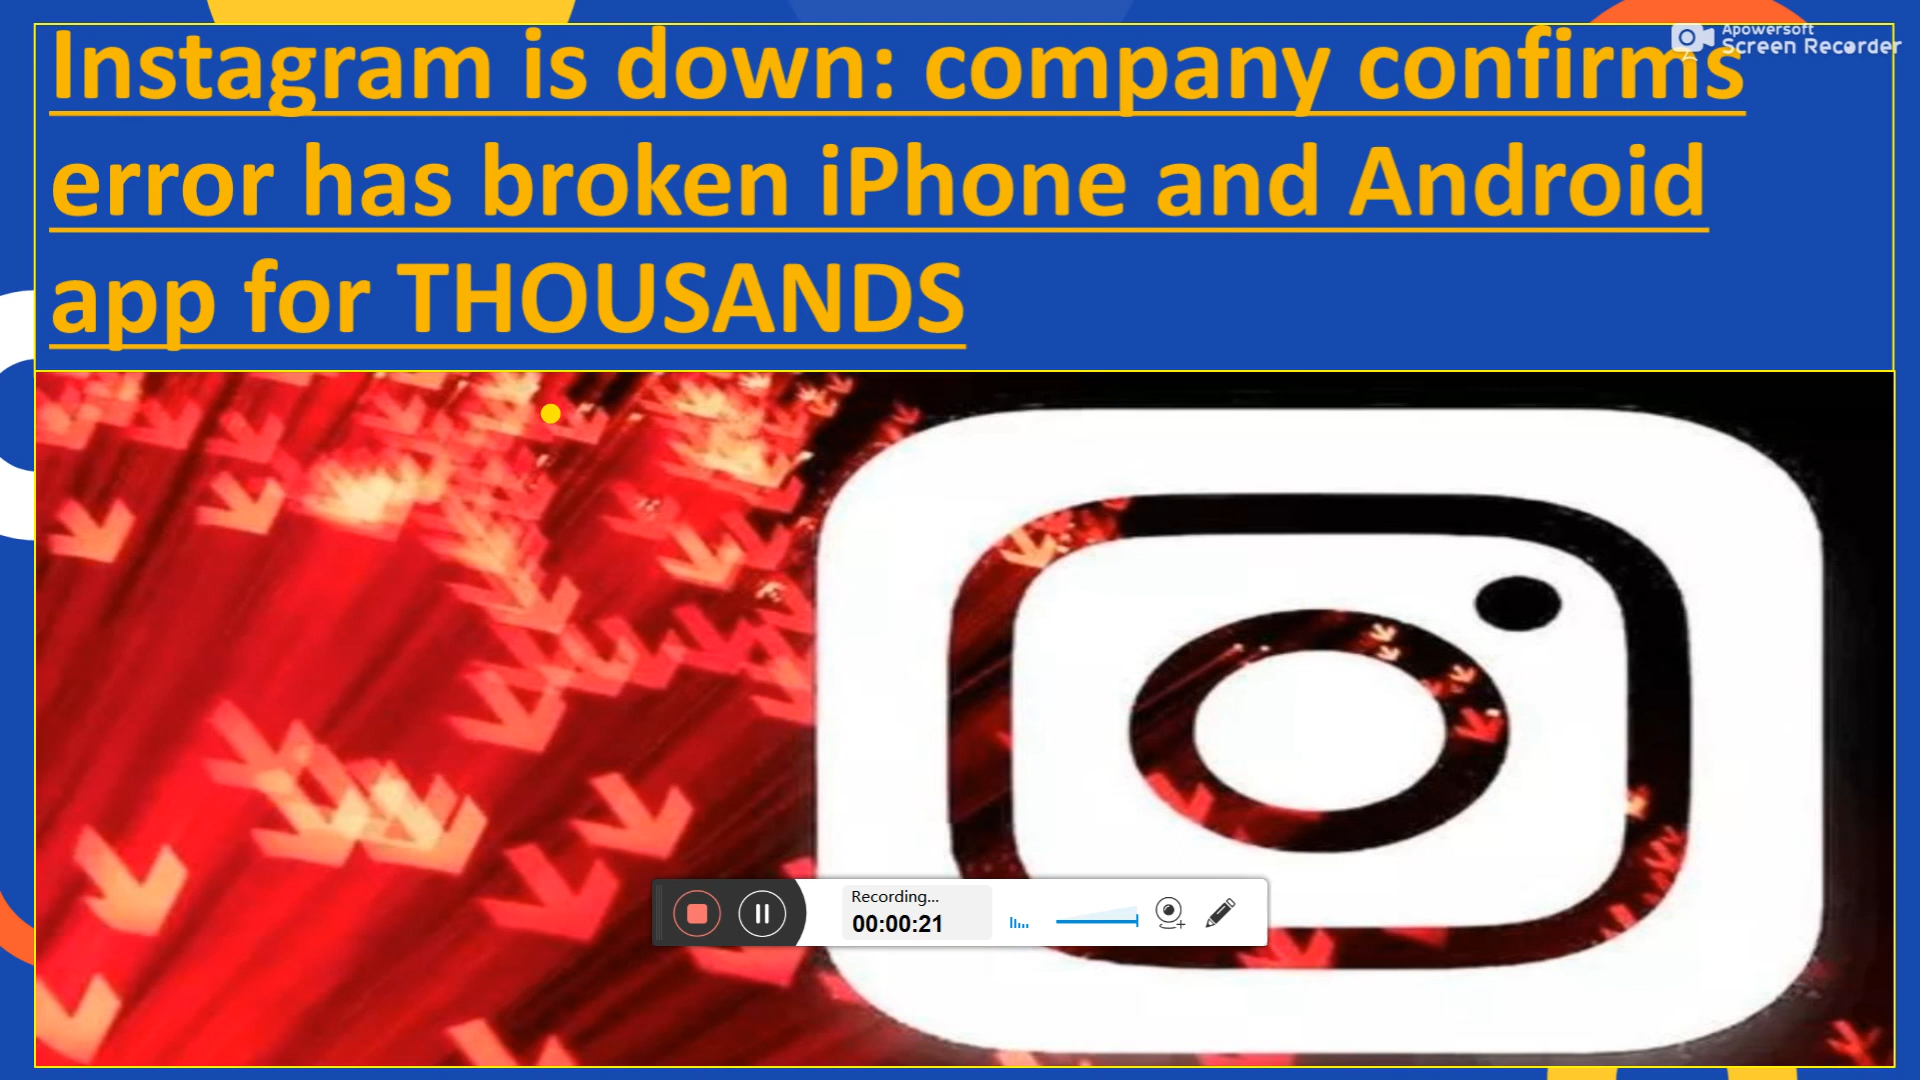 Instagram is down: company confirms
error has broken iPhone and Android
app for THOUSANDS
Apowersoft
Screen Recorder
Recording...
00:00:21